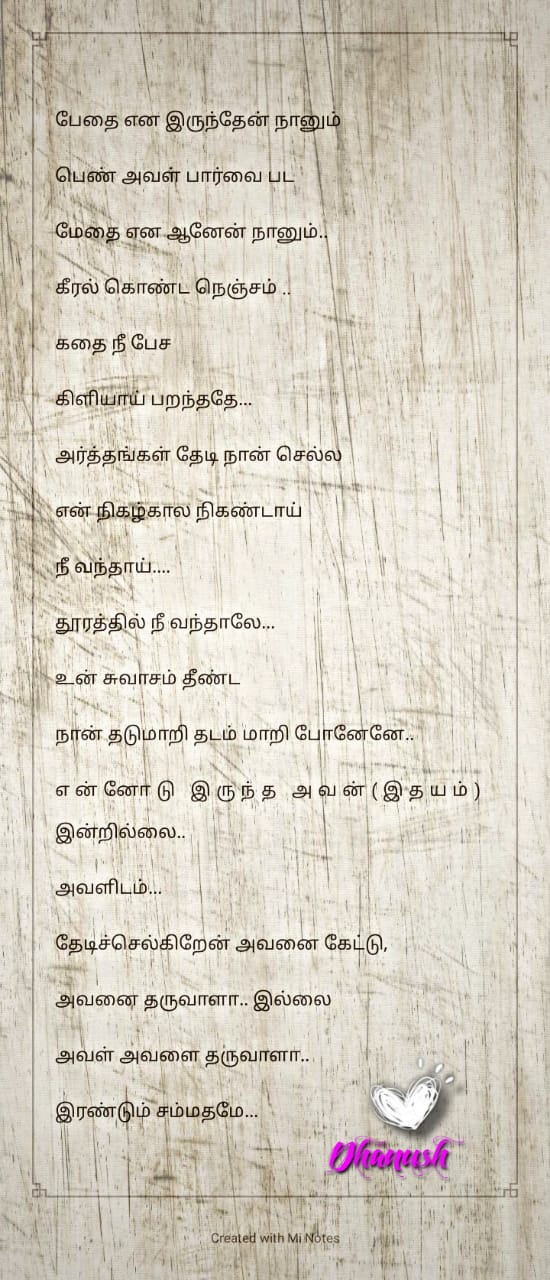 பேதை என இருந்தேன் நானும்
பெண் அவள் பார்வை பட
மேதை என ஆனேன் நானும்..
கீரல் கொண்ட நெஞ்சம் ..
கதை நீ பேச
கிளியாய் பறந்ததே...
அர்த்தங்கள் தேடி நான் செல்ல
என் நிகழ்கால நிகண்டாய்
நீ வந்தாய்....
தூரத்தில் நீ வந்தாலே...
உன் சுவாசம் தீண்ட
நான் தடுமாறி தடம் மாறி போனேனே..
என்னோடு இருந்த அவன் (இதயம்)
இன்றில்லை..
அவளிடம்...
தேடிச்செல்கிறேன் அவனை கேட்டு,
அவனை தருவாளா.. இல்லை
அவள் அவளை தருவாளா..
இரண்டும் சம்மதமே...
Dhanush
Created with Mi Notes